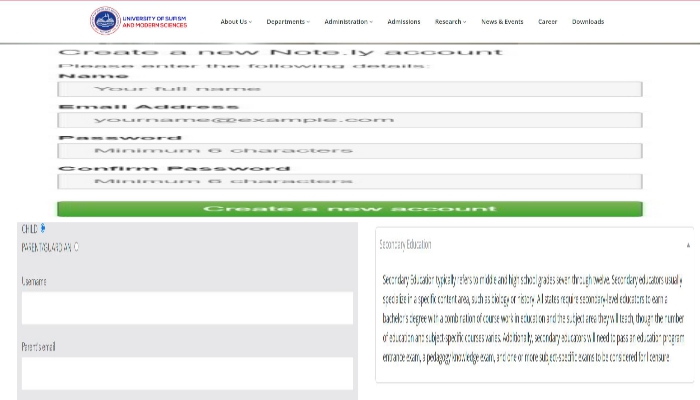 UNIVERSITY OF SUFISM
AND MODERN SCIENCES
About Us
Departments
Administration
Admissions
Research
News & Events
Career
Downloads
Create a new Note.ly account
Please enter the following details:
Name
Your full name
Email Address
yourname@example.com
Password
Minimum 6 characters
Confirm Password
Minimum 6 characters
Create a new account
CHILD
PARENT/GUARDIAN
Username
Parent's email
Secondary Education
Secondary Education typically refers to middle and high school grades seven through twelve. Secondary educators usually
specialize in a specific content area, such as biology or history. All states require secondary-level educators to earn a
bachelor's degree with a combination of course work in education and the subject area they will teach, though the number
of education and subject-specific courses varies. Additionally, secondary educators will need to pass an education program
entrance exam, a pedagogy knowledge exam, and one or more subject-specific exams to be considered for licensure